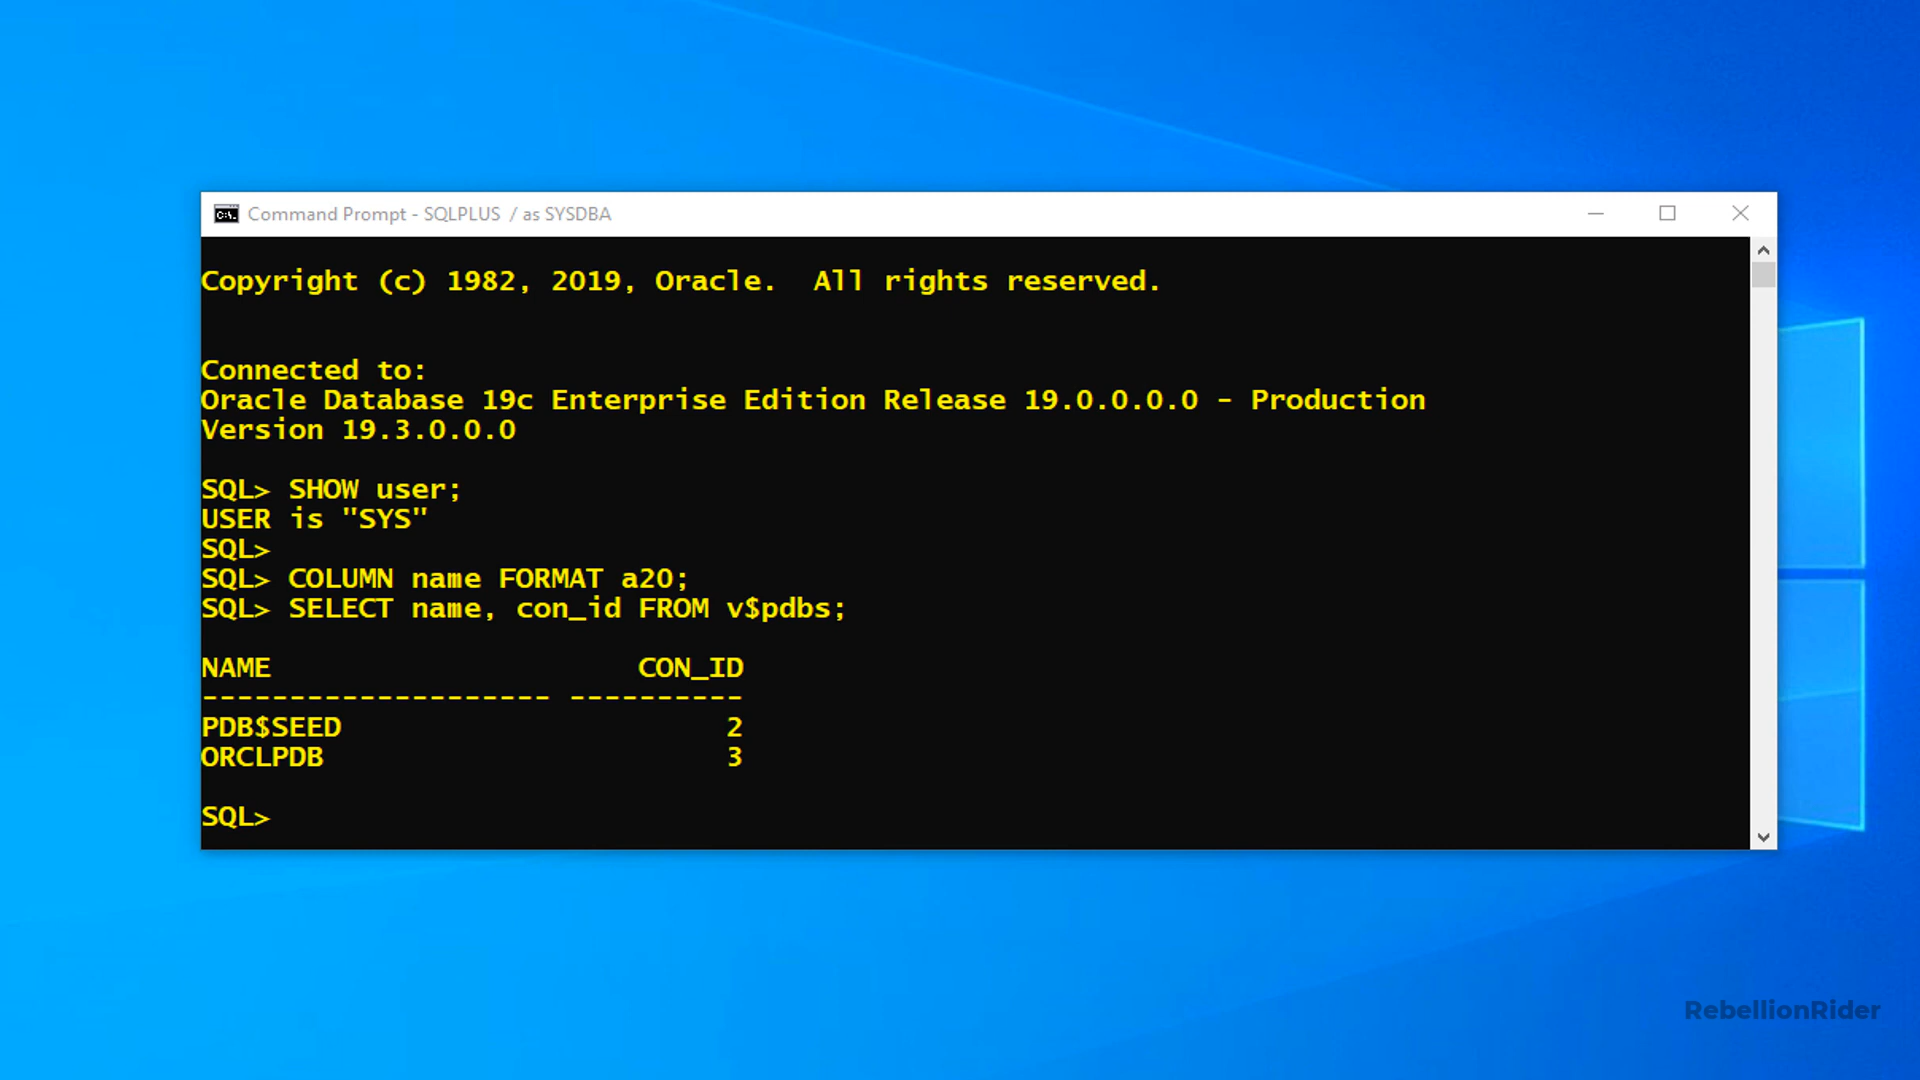 Command Prompt - SQLPLUS  / as SYSDBA
Copyright (c) 1982, 2019, Oracle.  All rights reserved.
Connected to:
Oracle Database 19c Enterprise Edition Release 19.0.0.0.0 - Production
Version 19.3.0.0.0
SQL> SHOW user;
USER is "SYS"
SQL>
SQL> COLUMN name FORMAT a20;
SQL> SELECT name, con_id FROM v$pdbs;
NAME                     CON_ID
-------------------- ----------
PDB$SEED                      2
ORCLPDB                       3
SQL>
RebellionRider